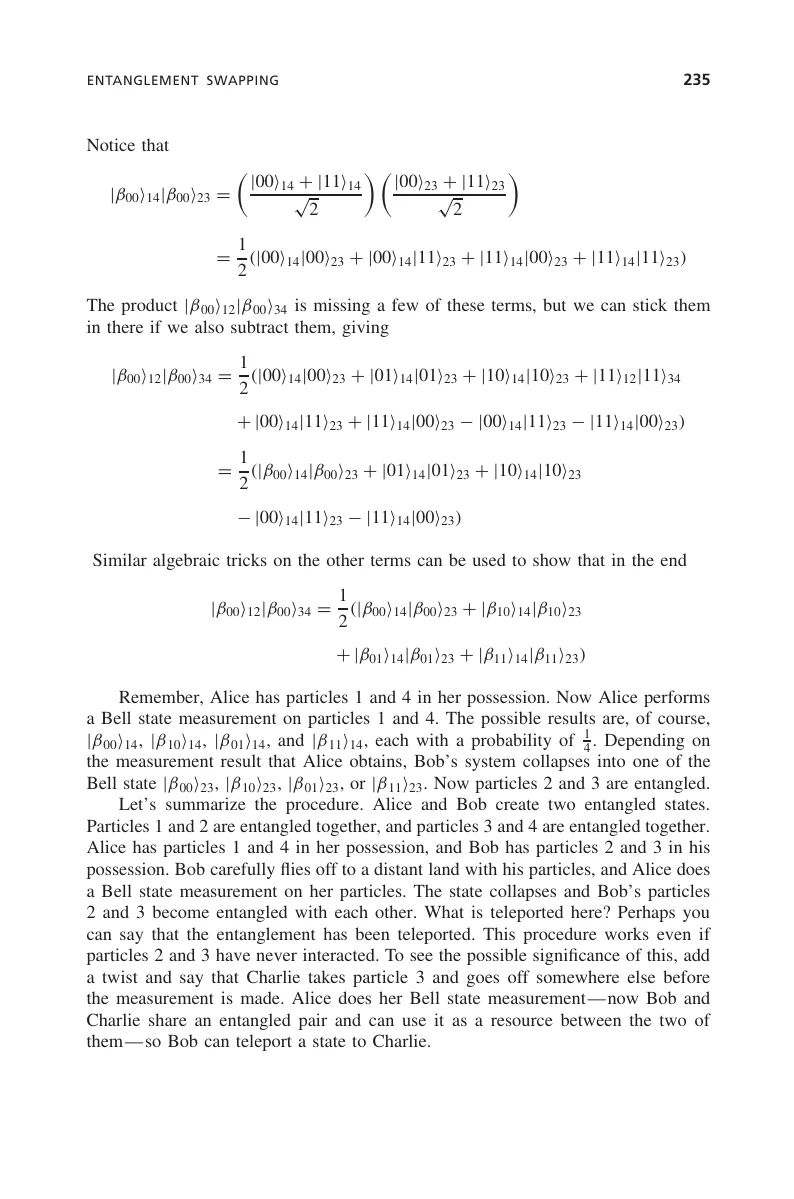 ENTANGLEMENT SWAPPING 235
Notice that
|β₀₀⟩₁₄|β₀₀⟩₂₃ = ( (|00⟩₁₄ + |11⟩₁₄)/√2 ) ( (|00⟩₂₃ + |11⟩₂₃)/√2 )
= 1/2 (|00⟩₁₄|00⟩₂₃ + |00⟩₁₄|11⟩₂₃ + |11⟩₁₄|00⟩₂₃ + |11⟩₁₄|11⟩₂₃)
The product |β₀₀⟩₁₂|β₀₀⟩₃₄ is missing a few of these terms, but we can stick them
in there if we also subtract them, giving
|β₀₀⟩₁₂|β₀₀⟩₃₄ = 1/2 (|00⟩₁₄|00⟩₂₃ + |01⟩₁₄|01⟩₂₃ + |10⟩₁₄|10⟩₂₃ + |11⟩₁₂|11⟩₃₄
+ |00⟩₁₄|11⟩₂₃ + |11⟩₁₄|00⟩₂₃ − |00⟩₁₄|11⟩₂₃ − |11⟩₁₄|00⟩₂₃)
= 1/2 (|β₀₀⟩₁₄|β₀₀⟩₂₃ + |01⟩₁₄|01⟩₂₃ + |10⟩₁₄|10⟩₂₃
− |00⟩₁₄|11⟩₂₃ − |11⟩₁₄|00⟩₂₃)
Similar algebraic tricks on the other terms can be used to show that in the end
|β₀₀⟩₁₂|β₀₀⟩₃₄ = 1/2 (|β₀₀⟩₁₄|β₀₀⟩₂₃ + |β₁₀⟩₁₄|β₁₀⟩₂₃
+ |β₀₁⟩₁₄|β₀₁⟩₂₃ + |β₁₁⟩₁₄|β₁₁⟩₂₃)
Remember, Alice has particles 1 and 4 in her possession. Now Alice performs
a Bell state measurement on particles 1 and 4. The possible results are, of course,
|β₀₀⟩₁₄, |β₁₀⟩₁₄, |β₀₁⟩₁₄, and |β₁₁⟩₁₄, each with a probability of 1/4. Depending on
the measurement result that Alice obtains, Bob's system collapses into one of the
Bell state |β₀₀⟩₂₃, |β₁₀⟩₂₃, |β₀₁⟩₂₃, or |β₁₁⟩₂₃. Now particles 2 and 3 are entangled.
Let's summarize the procedure. Alice and Bob create two entangled states.
Particles 1 and 2 are entangled together, and particles 3 and 4 are entangled together.
Alice has particles 1 and 4 in her possession, and Bob has particles 2 and 3 in his
possession. Bob carefully flies off to a distant land with his particles, and Alice does
a Bell state measurement on her particles. The state collapses and Bob's particles
2 and 3 become entangled with each other. What is teleported here? Perhaps you
can say that the entanglement has been teleported. This procedure works even if
particles 2 and 3 have never interacted. To see the possible significance of this, add
a twist and say that Charlie takes particle 3 and goes off somewhere else before
the measurement is made. Alice does her Bell state measurement—now Bob and
Charlie share an entangled pair and can use it as a resource between the two of
them—so Bob can teleport a state to Charlie.